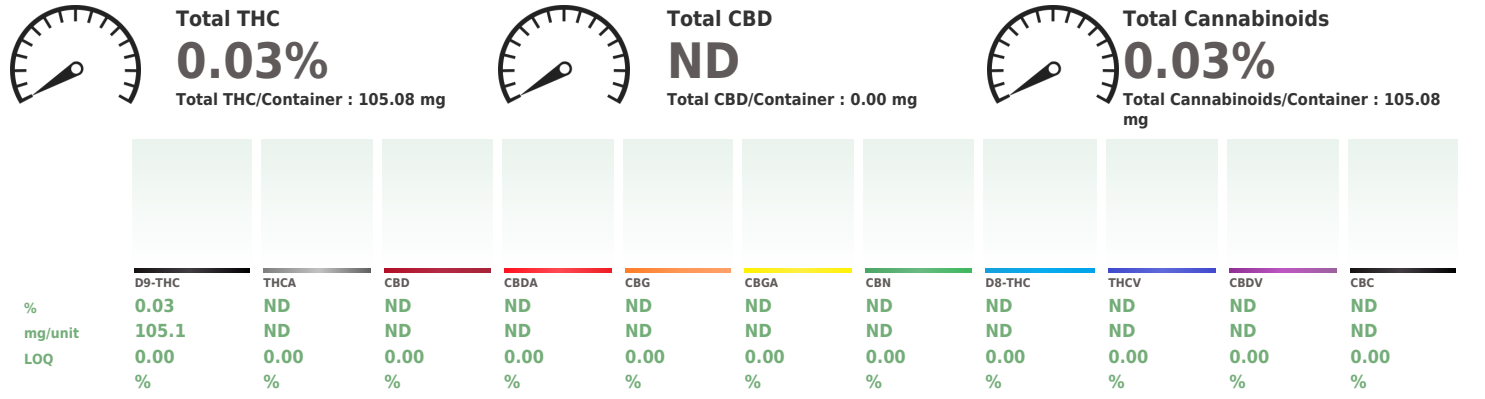 Total THC
0.03%
Total THC/Container : 105.08 mg
Total CBD
ND
Total CBD/Container : 0.00 mg
Total Cannabinoids
0.03%
Total Cannabinoids/Container : 105.08
mg
D9-THC THCA CBD CBDA CBG CBGA CBN D8-THC THCV CBDV CBC
% 0.03 ND ND ND ND ND ND ND ND ND ND
mg/unit 105.1 ND ND ND ND ND ND ND ND ND ND
LOQ 0.00 0.00 0.00 0.00 0.00 0.00 0.00 0.00 0.00 0.00 0.00
% % % % % % % % % % %